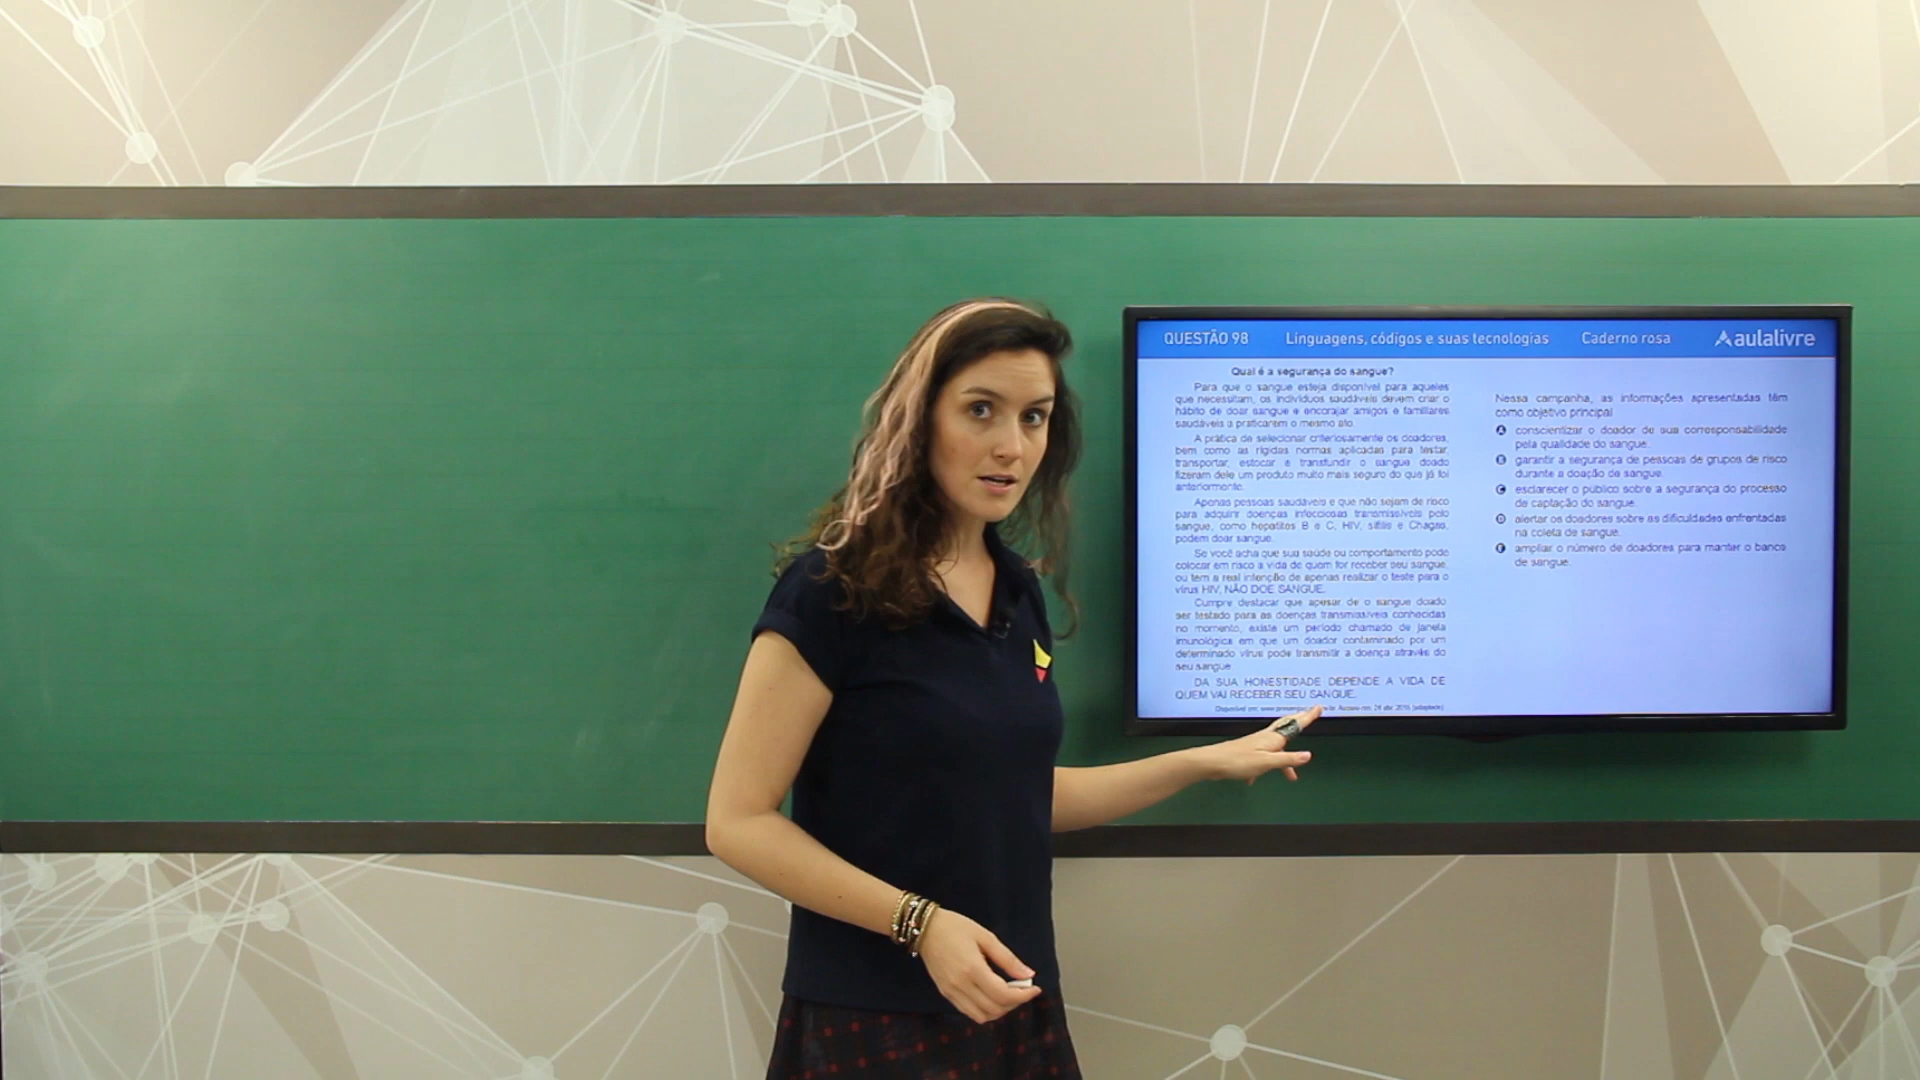 QUESTÃO 98 Linguagens, códigos e suas tecnologias Caderno rosa aulalivre
Qual é a segurança do sangue?
Para que o sangue esteja disponível para aqueles
que necessitam, os indivíduos saudáveis devem criar o
hábito de doar sangue e encorajar amigos e familiares
saudáveis a praticarem o mesmo ato.
A prática de selecionar criteriosamente os doadores,
bem como as rígidas normas aplicadas para testar,
transportar, estocar e transfundir o sangue doado
fizeram dele um produto muito mais seguro do que já foi
anteriormente.
Apenas pessoas saudáveis e que não sejam de risco
para adquirir doenças infecciosas transmissíveis pelo
sangue, como hepatites B e C, HIV, sífilis e Chagas,
podem doar sangue.
Se você acha que sua saúde ou comportamento pode
colocar em risco a vida de quem for receber seu sangue,
ou tem a real intenção de apenas realizar o teste para o
vírus HIV, NÃO DOE SANGUE.
Cumpre destacar que apesar de o sangue doado
ser testado para as doenças transmissíveis conhecidas
no momento, existe um período chamado de janela
imunológica em que um doador contaminado por um
determinado vírus pode transmitir a doença através do
seu sangue.
DA SUA HONESTIDADE DEPENDE A VIDA DE
QUEM VAI RECEBER SEU SANGUE.
Disponível em: Acesso em: 24 abr. 2015 (adaptado)
Nessa campanha, as informações apresentadas têm
como objetivo principal
A conscientizar o doador de sua corresponsabilidade
pela qualidade do sangue.
B garantir a segurança de pessoas de grupos de risco
durante a doação de sangue.
C esclarecer o público sobre a segurança do processo
de captação do sangue.
D alertar os doadores sobre as dificuldades enfrentadas
na coleta de sangue.
E ampliar o número de doadores para manter o banco
de sangue.